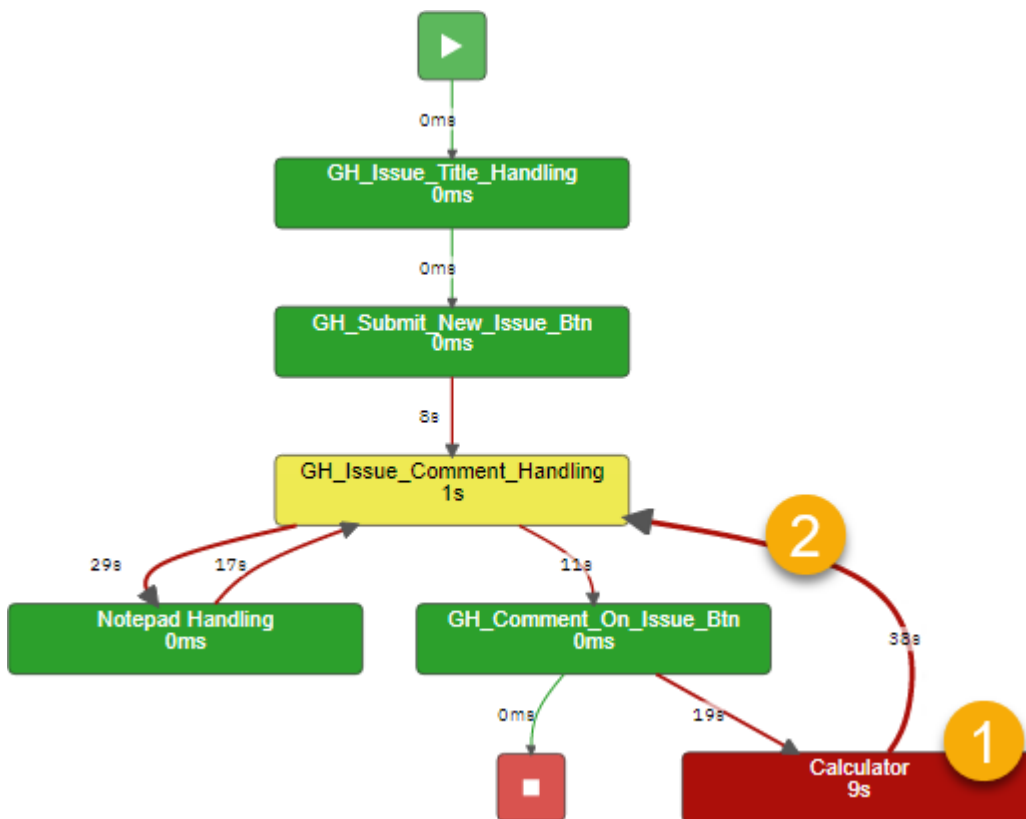 0ms
GH_Issue_Title_Handling
0ms
0ms
GH_Submit_New_Issue_Btn
0ms
8s
GH_Issue_Comment_Handling
1s
2
29s
17s
11s
Notepad Handling
0ms
GH_Comment_On_Issue_Btn
0ms
38s
0ms
19s
1
Calculator
9s